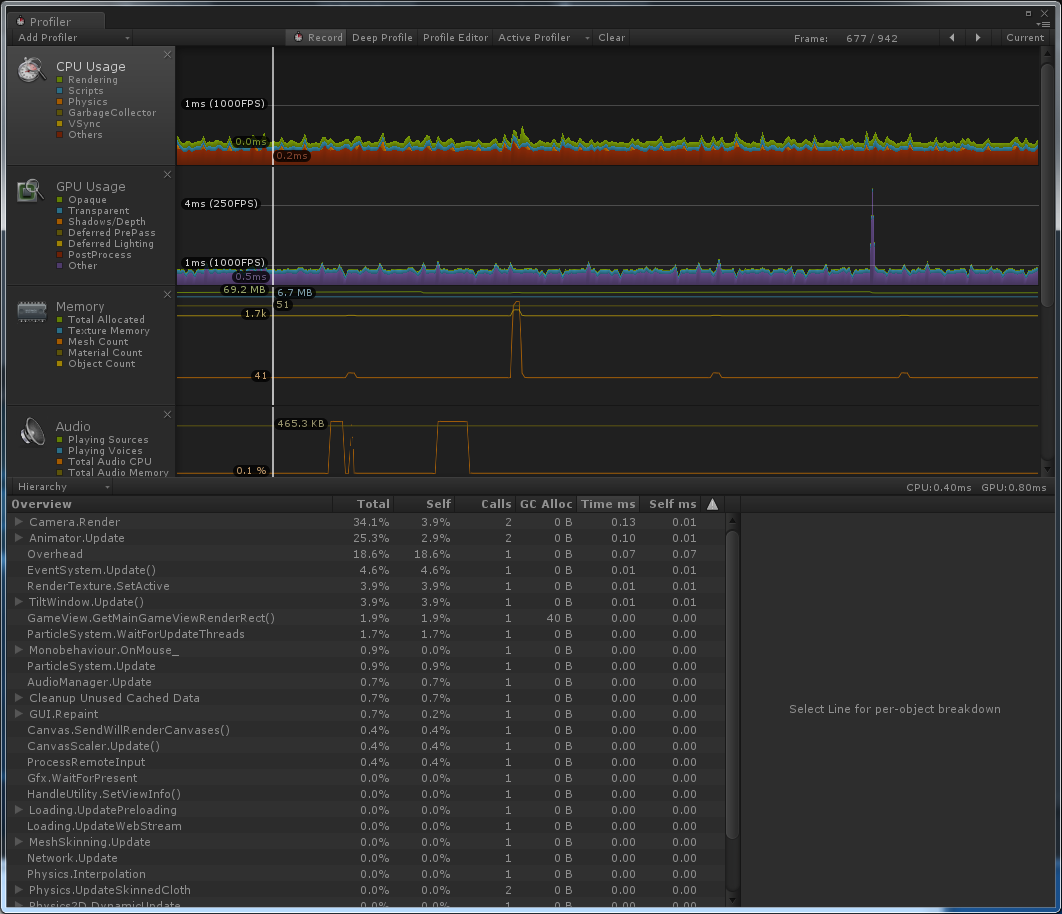 Profiler
Add Profiler Record Deep Profile Profile Editor Active Profiler Clear Frame: 677 / 942 Current
CPU Usage
Rendering
Scripts
Physics
GarbageCollector
VSync
Others
1ms (1000FPS)
0.0ms
0.2ms
GPU Usage
Opaque
Transparent
Shadows/Depth
Deferred PrePass
Deferred Lighting
PostProcess
Other
4ms (250FPS)
1ms (1000FPS)
0.5ms
Memory
Total Allocated
Texture Memory
Mesh Count
Material Count
Object Count
69.2 MB
6.7 MB
51
1.7k
41
Audio
Playing Sources
Playing Voices
Total Audio CPU
Total Audio Memory
465.3 KB
0.1 %
Hierarchy CPU:0.40ms GPU:0.80ms
Overview Total Self Calls GC Alloc Time ms Self ms
Camera.Render 34.1% 3.9% 2 0 B 0.13 0.01
Animator.Update 25.3% 2.9% 2 0 B 0.10 0.01
Overhead 18.6% 18.6% 1 0 B 0.07 0.07
EventSystem.Update() 4.6% 4.6% 1 0 B 0.01 0.01
RenderTexture.SetActive 3.9% 3.9% 1 0 B 0.01 0.01
TiltWindow.Update() 3.9% 3.9% 1 0 B 0.01 0.01
GameView.GetMainGameViewRenderRect() 1.9% 1.9% 1 40 B 0.00 0.00
ParticleSystem.WaitForUpdateThreads 1.7% 1.7% 1 0 B 0.00 0.00
Monobehaviour.OnMouse_ 0.9% 0.0% 1 0 B 0.00 0.00
ParticleSystem.Update 0.9% 0.9% 1 0 B 0.00 0.00
AudioManager.Update 0.7% 0.7% 1 0 B 0.00 0.00
Cleanup Unused Cached Data 0.7% 0.7% 1 0 B 0.00 0.00
GUI.Repaint 0.7% 0.2% 1 0 B 0.00 0.00
Canvas.SendWillRenderCanvases() 0.4% 0.4% 1 0 B 0.00 0.00
CanvasScaler.Update() 0.4% 0.4% 1 0 B 0.00 0.00
ProcessRemoteInput 0.4% 0.4% 1 0 B 0.00 0.00
Gfx.WaitForPresent 0.0% 0.0% 1 0 B 0.00 0.00
HandleUtility.SetViewInfo() 0.0% 0.0% 1 0 B 0.00 0.00
Loading.UpdatePreloading 0.0% 0.0% 1 0 B 0.00 0.00
Loading.UpdateWebStream 0.0% 0.0% 1 0 B 0.00 0.00
MeshSkinning.Update 0.0% 0.0% 1 0 B 0.00 0.00
Network.Update 0.0% 0.0% 1 0 B 0.00 0.00
Physics.Interpolation 0.0% 0.0% 1 0 B 0.00 0.00
Physics.UpdateSkinnedCloth 0.0% 0.0% 2 0 B 0.00 0.00
Physics2D.DynamicUpdate 0.0% 0.0% 1 0 B 0.00 0.00
Select Line for per-object breakdown